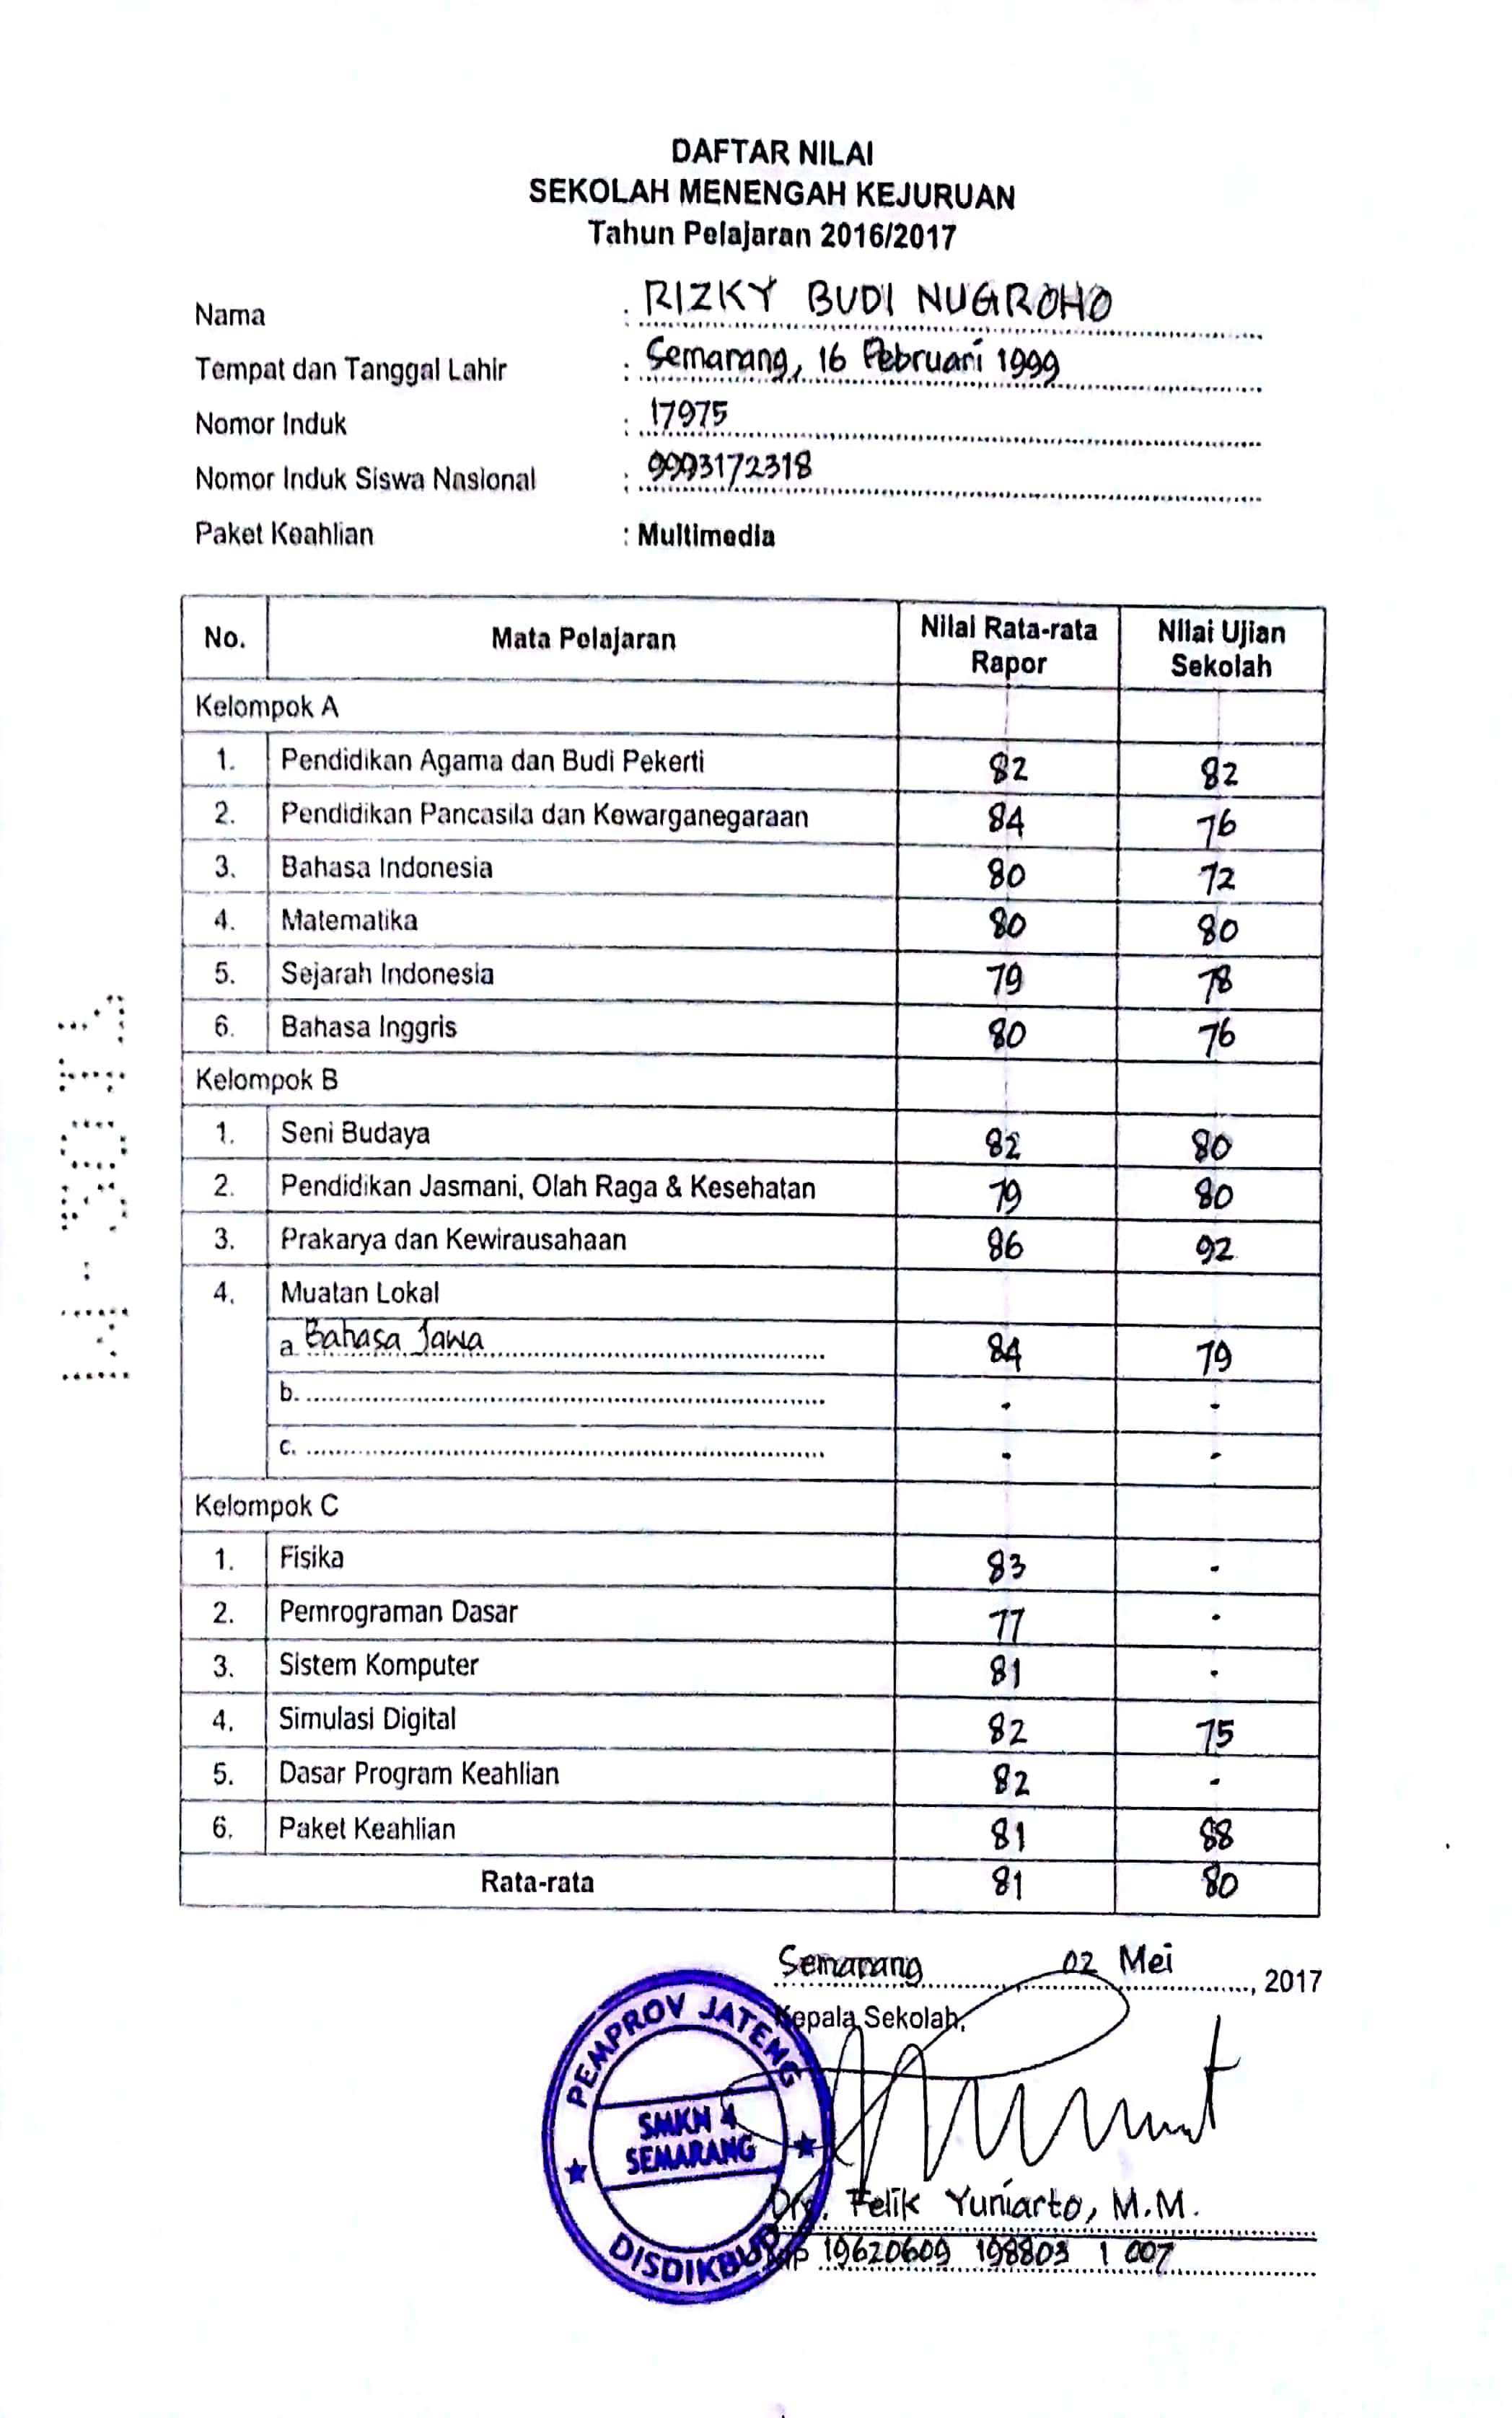 DAFTAR NILAI
SEKOLAH MENENGAH KEJURUAN
Tahun Pelajaran 2016/2017
Nama : RIZKY BUDI NUGROHO
Tempat dan Tanggal Lahir : Semarang, 16 Februari 1999
Nomor Induk : 17975
Nomor Induk Siswa Nasional : 9993172318
Paket Keahlian : Multimedia
No. Mata Pelajaran Nilai Rata-rata Rapor Nilai Ujian Sekolah
Kelompok A
1. Pendidikan Agama dan Budi Pekerti 82 82
2. Pendidikan Pancasila dan Kewarganegaraan 84 76
3. Bahasa Indonesia 80 72
4. Matematika 80 80
5. Sejarah Indonesia 79 78
6. Bahasa Inggris 80 76
Kelompok B
1. Seni Budaya 82 80
2. Pendidikan Jasmani, Olah Raga & Kesehatan 79 80
3. Prakarya dan Kewirausahaan 86 92
4. Muatan Lokal
a. Bahasa Jawa 84 79
b. - -
c. - -
Kelompok C
1. Fisika 83 -
2. Pemrograman Dasar 77 -
3. Sistem Komputer 81 -
4. Simulasi Digital 82 75
5. Dasar Program Keahlian 82 -
6. Paket Keahlian 81 88
Rata-rata 81 80
Semarang 02 Mei, 2017
Kepala Sekolah,
PEMPROV JATENG
SMKN 4
SEMARANG
DISDIKBUD
Drs. Felik Yuniarto, M.M.
19620609 198803 1 007